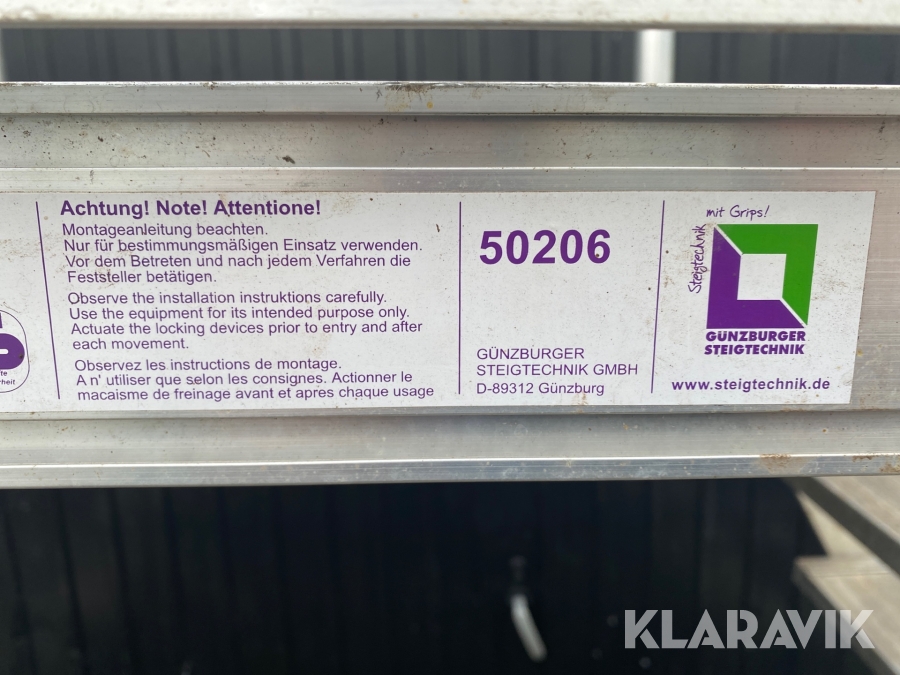 Achtung! Note! Attentione!
Montageanleitung beachten.
Nur für bestimmungsmäßigen Einsatz verwenden.
Vor dem Betreten und nach jedem Verfahren die
Feststeller betätigen.
Observe the installation instruktions carefully.
Use the equipment for its intended purpose only.
Actuate the locking devices prior to entry and after
each movement.
Observez les instructions de montage.
A n' utiliser que selon les consignes. Actionner le
macaisme de freinage avant et apres chaque usage
50206
GÜNZBURGER
STEIGTECHNIK GMBH
D-89312 Günzburg
mit Grips!
Steigtechnik
GÜNZBURGER
STEIGTECHNIK
www.steigtechnik.de
KLARAVIK